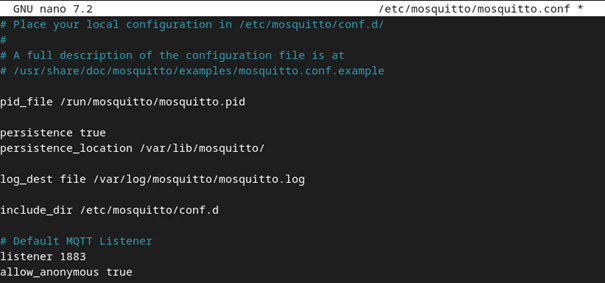 GNU nano 7.2 /etc/mosquitto/mosquitto.conf *
# Place your local configuration in /etc/mosquitto/conf.d/
#
# A full description of the configuration file is at
# /usr/share/doc/mosquitto/examples/mosquitto.conf.example
pid_file /run/mosquitto/mosquitto.pid
persistence true
persistence_location /var/lib/mosquitto/
log_dest file /var/log/mosquitto/mosquitto.log
include_dir /etc/mosquitto/conf.d
# Default MQTT Listener
listener 1883
allow_anonymous true